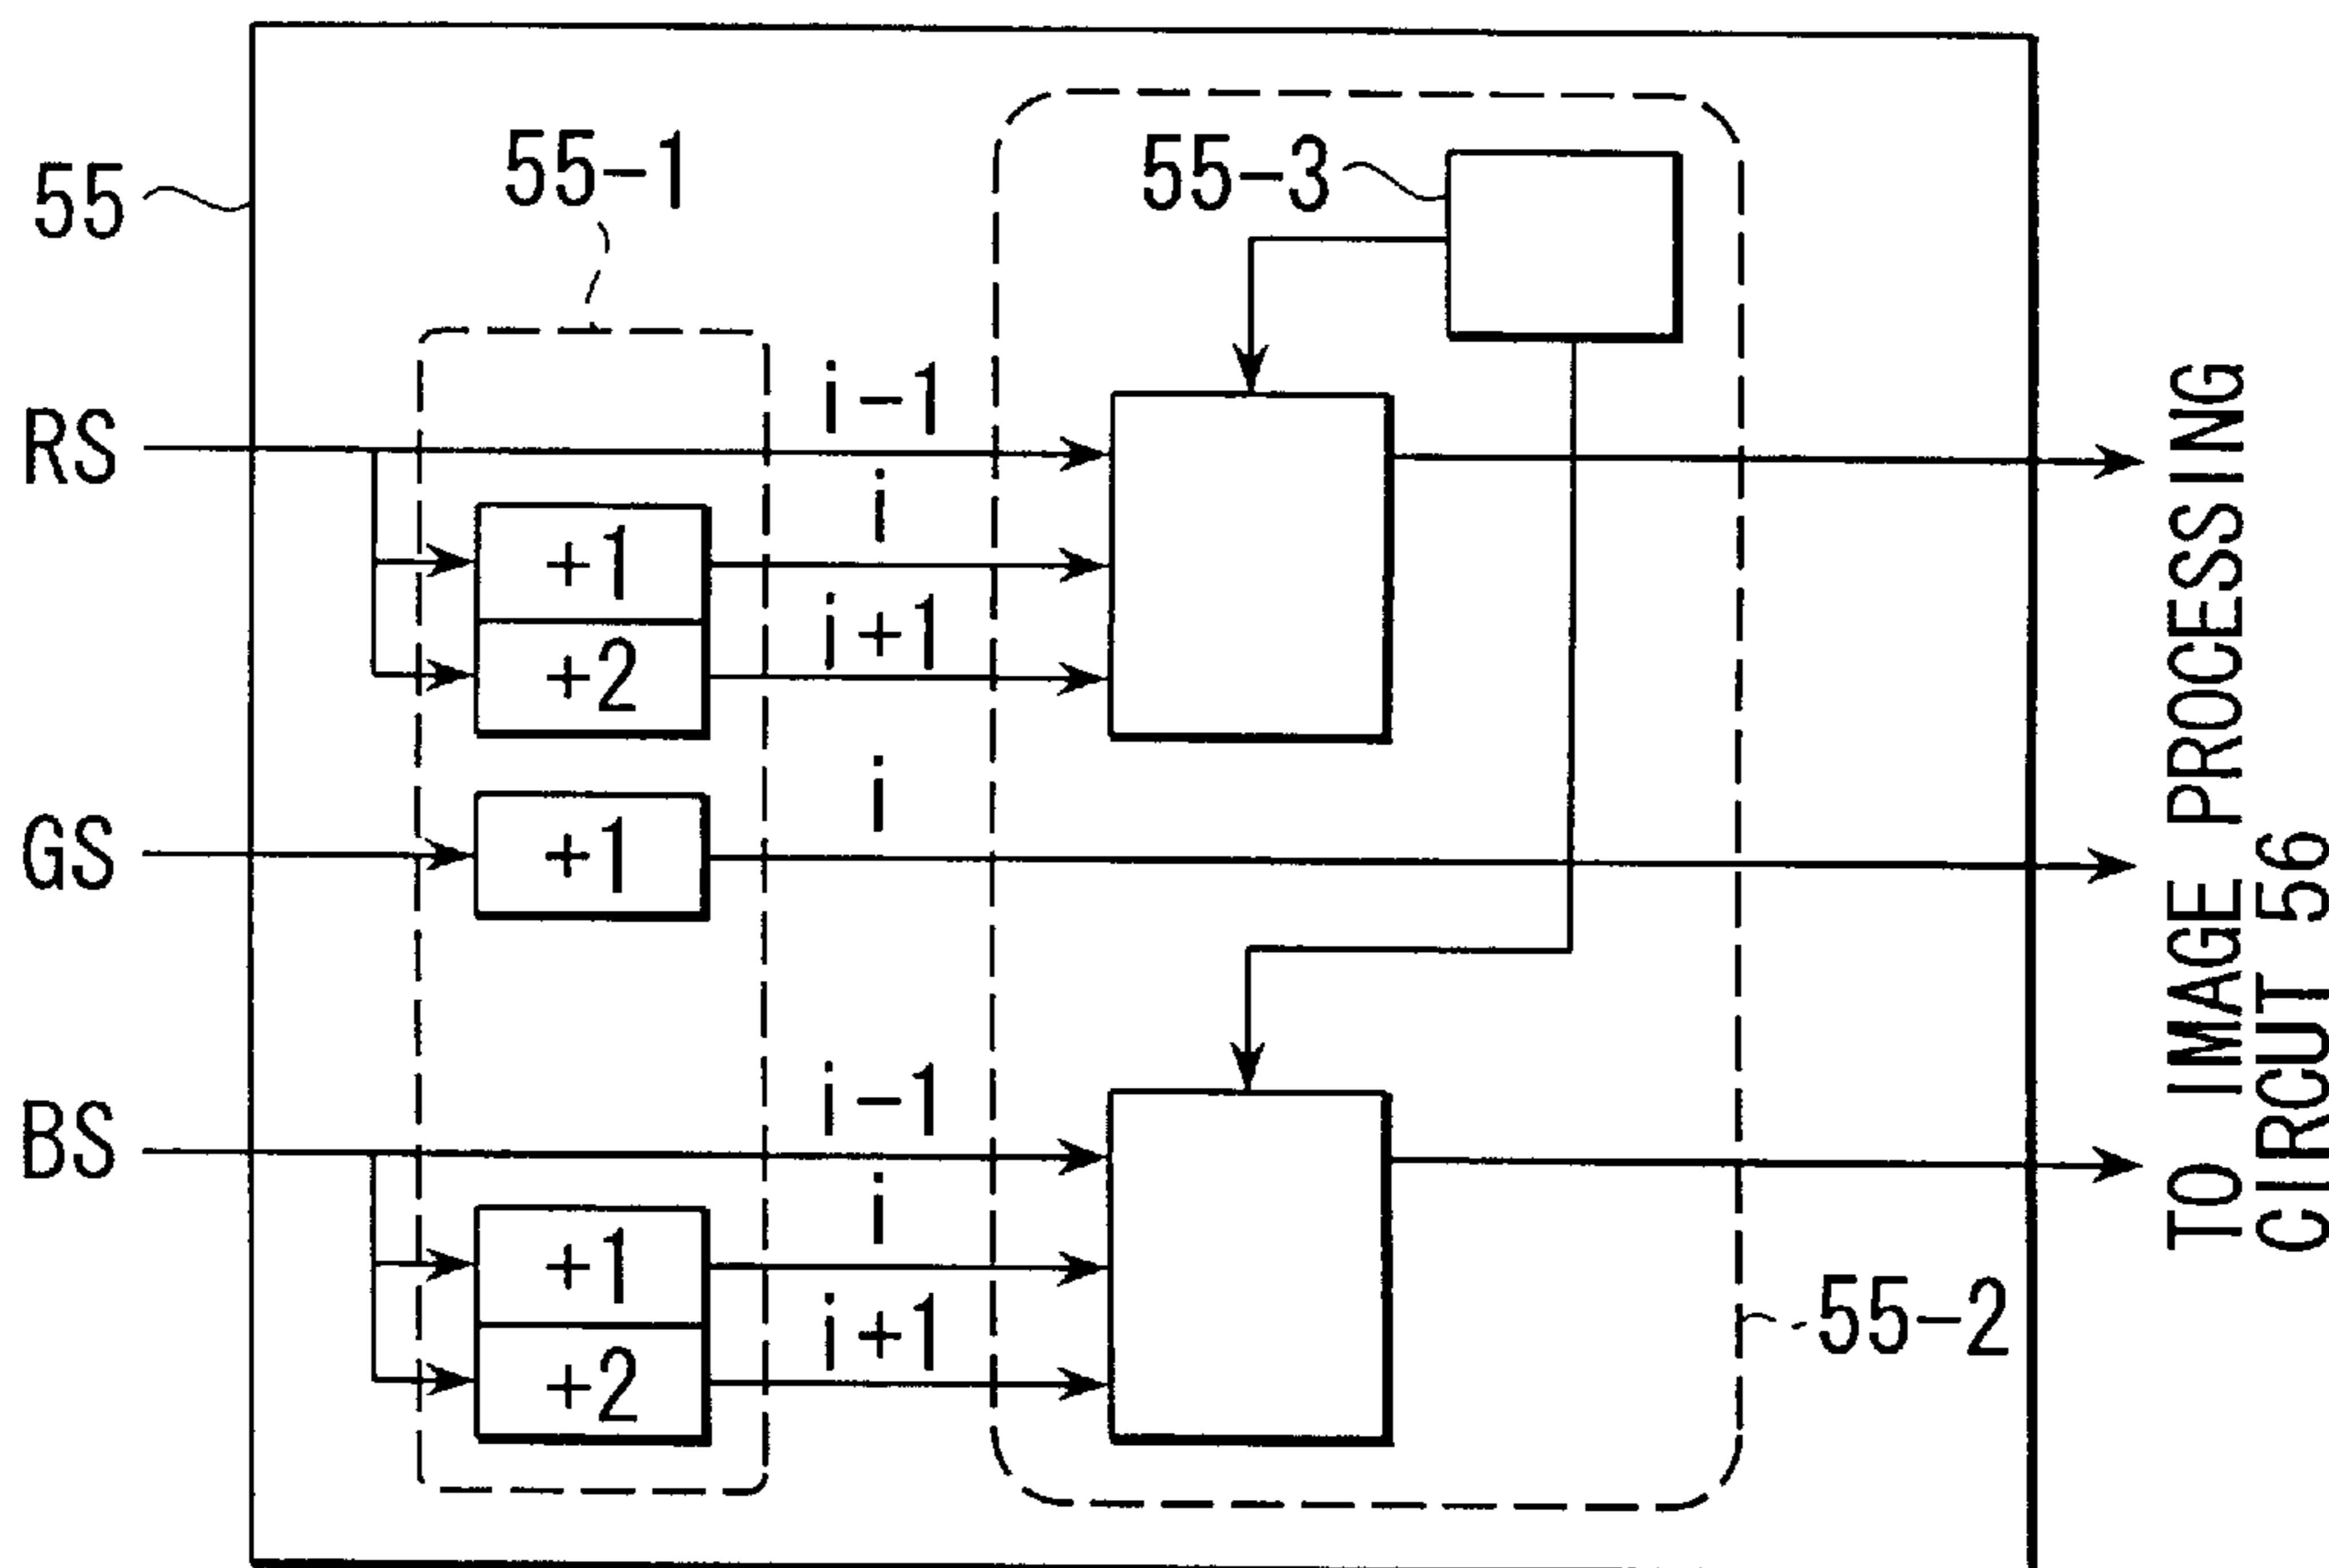 55
55-1
55-3
RS
i-1
i
+1
i+1
+2
i
GS
+1
BS
i-1
i
+1
i+1
+2
55-2
TO IMAGE PROCESSING
CIRCUT 56